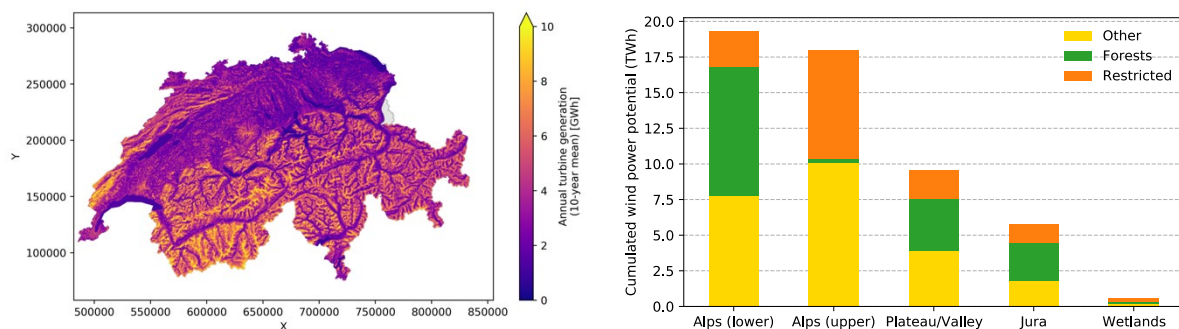 300000
250000
200000
150000
100000
Y
500000 550000 600000 650000 700000 750000 800000 850000
X
10
8
6
4
2
0
Annual turbine generation
(10-year mean) [GWh]
20.0
17.5
15.0
12.5
10.0
7.5
5.0
2.5
0.0
Cumulated wind power potential (TWh)
Other
Forests
Restricted
Alps (lower) Alps (upper) Plateau/Valley Jura Wetlands